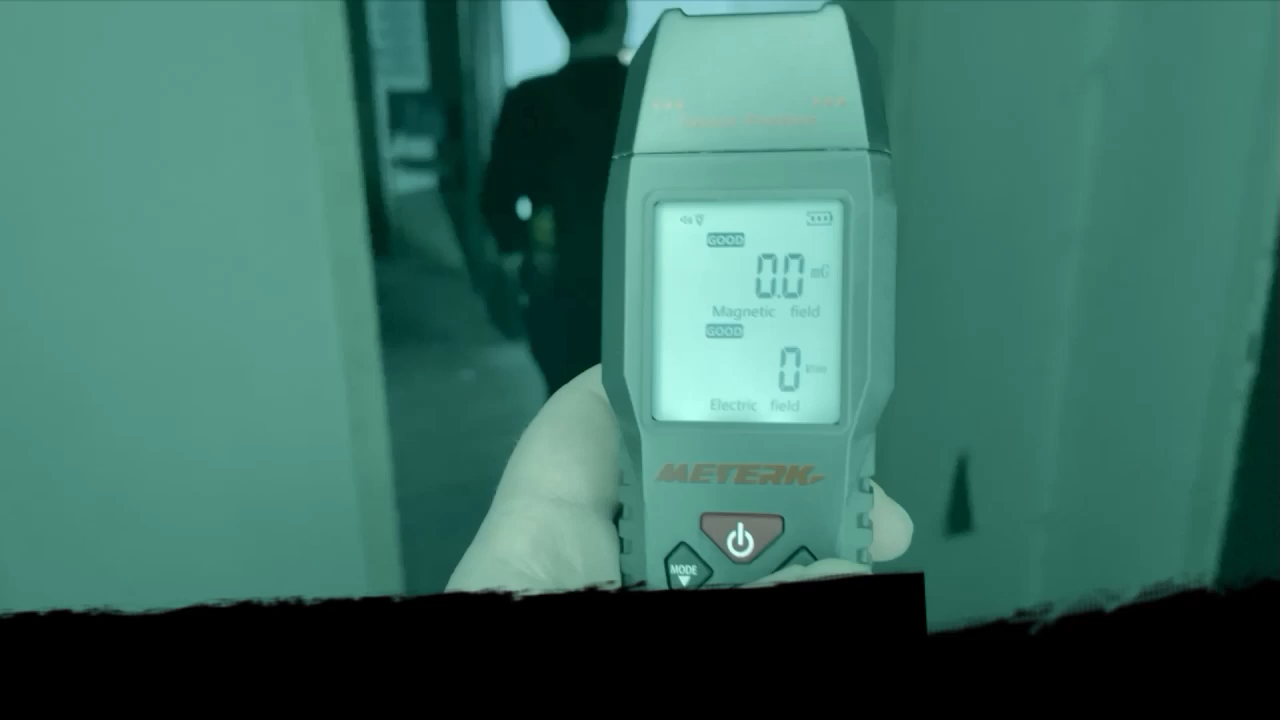 GOOD
0.0 mG
Magnetic field
GOOD
0
Electric field
METERK
MODE